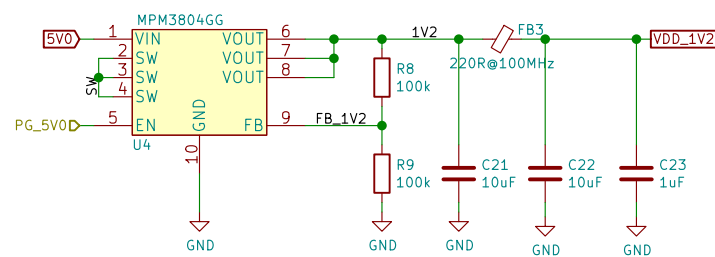 MPM3804GG
5V0
1
VIN
VOUT
6
1V2
FB3
VDD_1V2
2
SW
VOUT
7
220R@100MHz
SW
3
SW
VOUT
8
R8
100k
4
SW
PG_5V0
5
EN
GND
FB
9
FB_1V2
U4
10
R9
100k
C21
10uF
C22
10uF
C23
1uF
GND
GND
GND
GND
GND